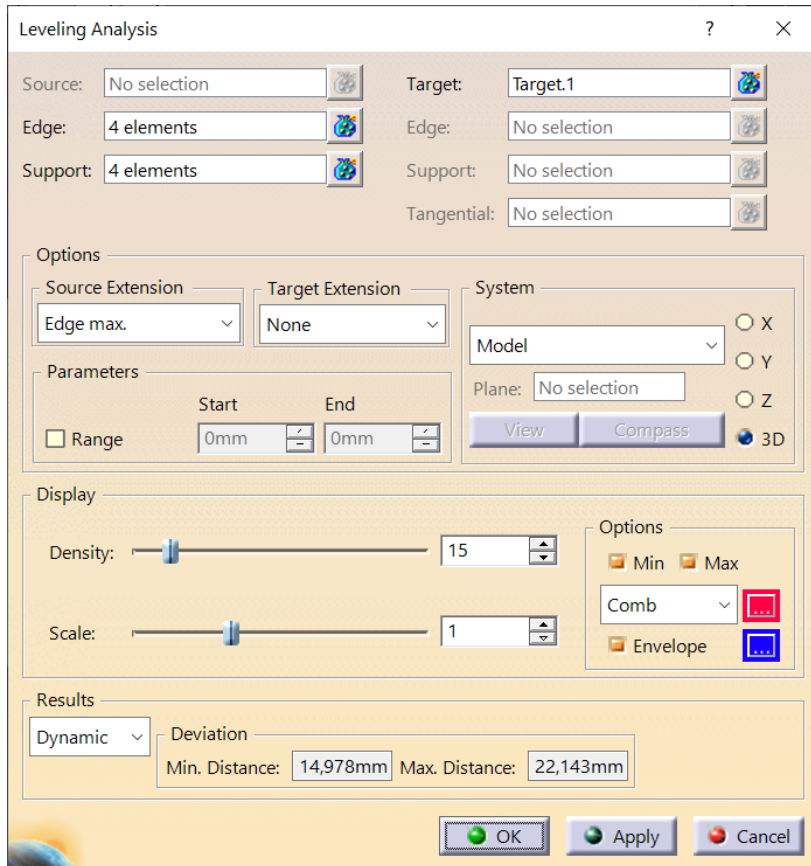 Leveling Analysis ?
Source: No selection
Edge: 4 elements
Support: 4 elements
Target: Target.1
Edge: No selection
Support: No selection
Tangential: No selection
Options
Source Extension
Edge max.
Target Extension
None
Parameters
Start End
Range 0mm 0mm
System
Model
Plane: No selection
View Compass
X
Y
Z
3D
Display
Density: 15
Scale: 1
Options
Min Max
Comb ...
Envelope ...
Results
Dynamic
Deviation
Min. Distance: 14,978mm Max. Distance: 22,143mm
OK Apply Cancel